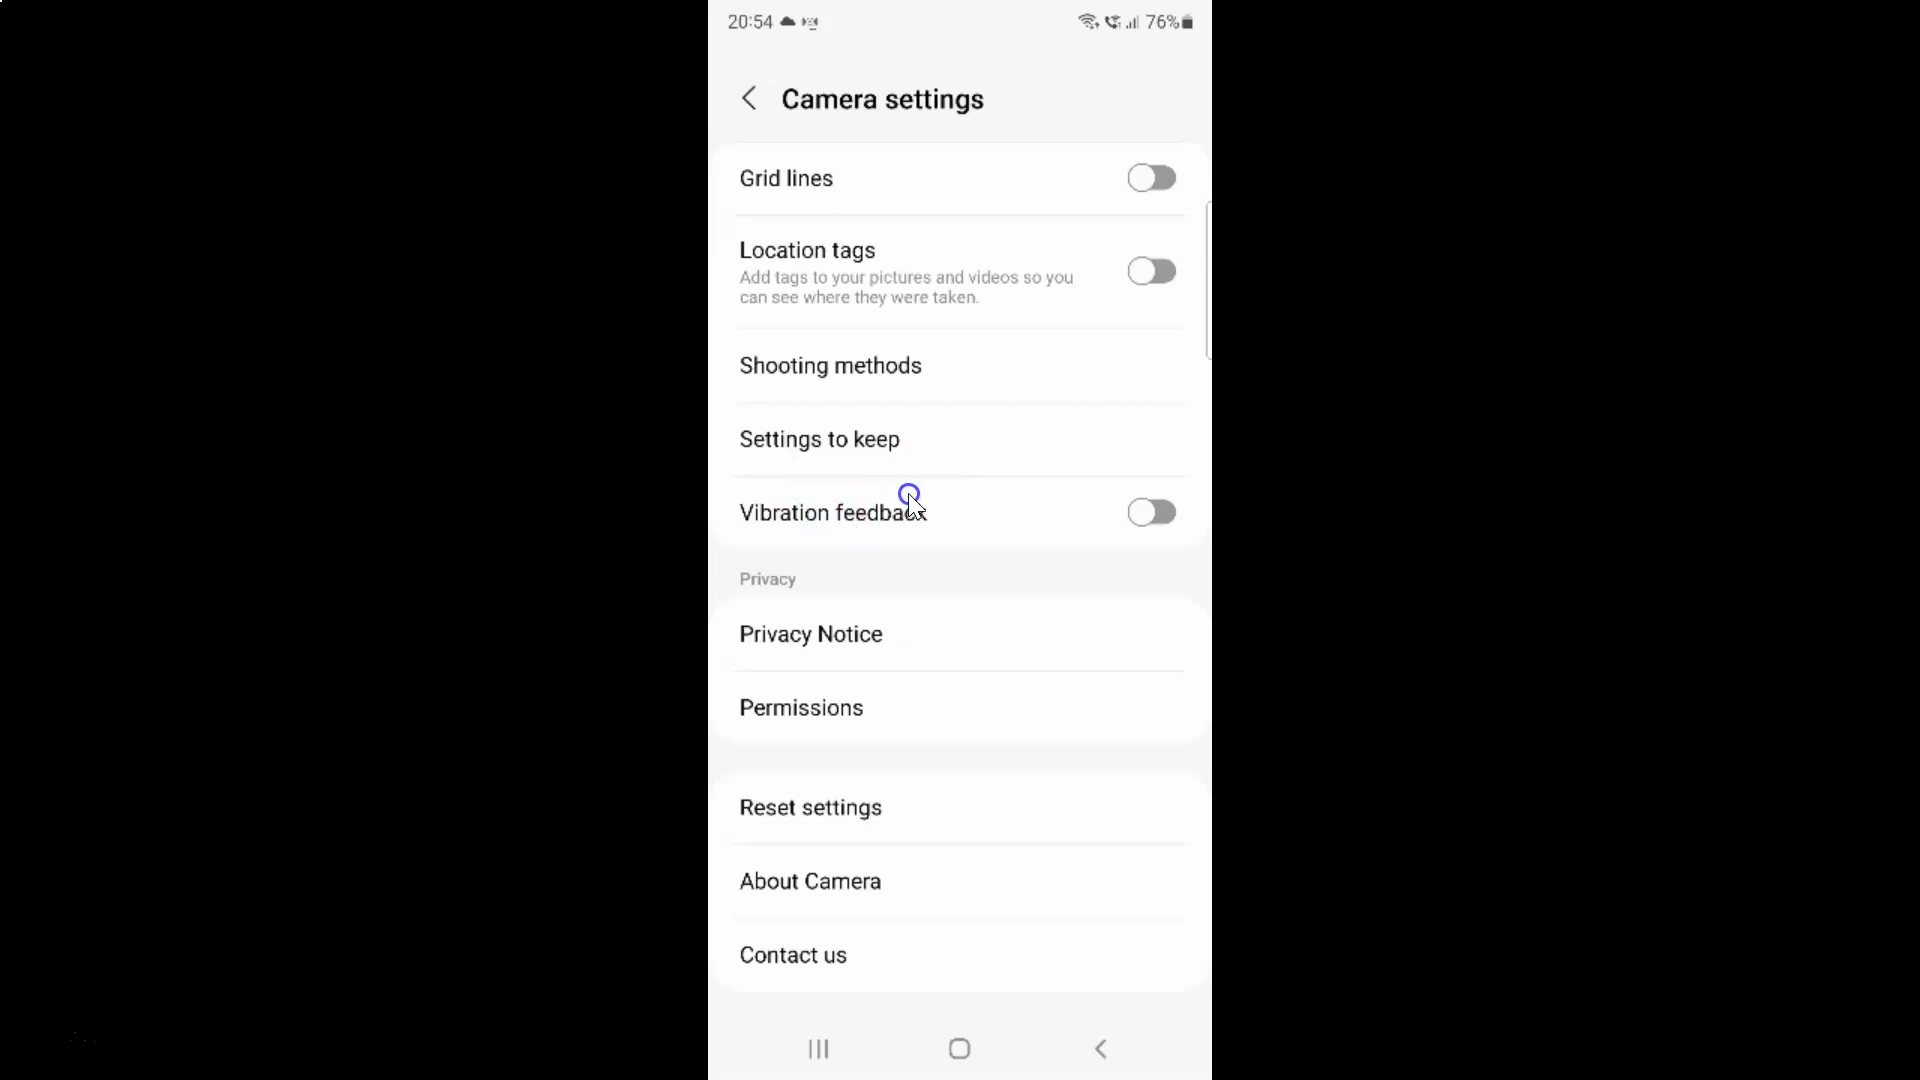 20:54 76%
Camera settings
Grid lines
Location tags
Add tags to your pictures and videos so you
can see where they were taken.
Shooting methods
Settings to keep
Vibration feedback
Privacy
Privacy Notice
Permissions
Reset settings
About Camera
Contact us